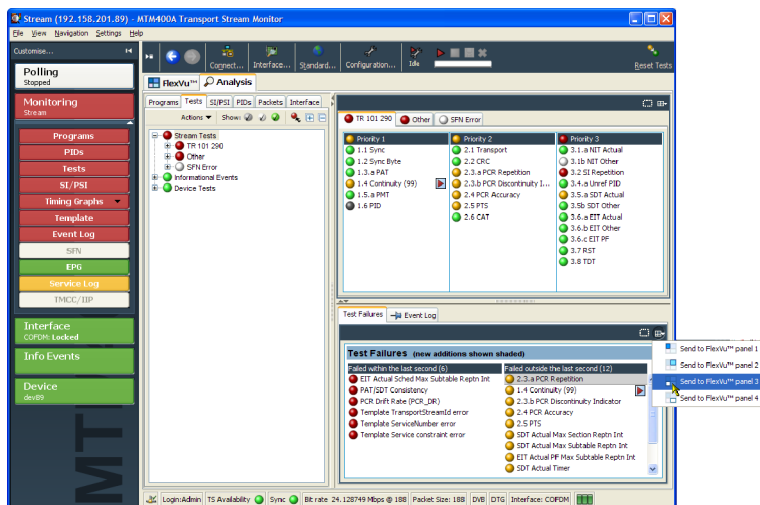 Stream (192.158.201.89) - MTM400A Transport Stream Monitor
File View Navigation Settings Help
Customise...
Connect... Interface... Standard... Configuration... Idle Reset Tests
Polling
Stopped
Monitoring
Stream
Programs
PIDs
Tests
SI/PSI
Timing Graphs
Template
Event Log
SFN
EPG
Service Log
TMCC/IIP
Interface
COFDM: Locked
Info Events
Device
dev89
MTM
FlexVu™ Analysis
Programs Tests SI/PSI PIDs Packets Interface
Actions Show:
Stream Tests
TR 101 290
Other
SFN Error
Informational Events
Device Tests
TR 101 290 Other SFN Error
Priority 1
1.1 Sync
1.2 Sync Byte
1.3.a PAT
1.4 Continuity (99)
1.5.a PMT
1.6 PID
Priority 2
2.1 Transport
2.2 CRC
2.3.a PCR Repetition
2.3.b PCR Discontinuity I...
2.4 PCR Accuracy
2.5 PTS
2.6 CAT
Priority 3
3.1.a NIT Actual
3.1b NIT Other
3.2 SI Repetition
3.4.a Unref PID
3.5.a SDT Actual
3.5b SDT Other
3.6.a EIT Actual
3.6.b EIT Other
3.6.c EIT PF
3.7 RST
3.8 TDT
Test Failures Event Log
Test Failures (new additions shown shaded)
Failed within the last second (6)
EIT Actual Sched Max Subtable Reptn Int
PAT/SDT Consistency
PCR Drift Rate (PCR_DR)
Template TransportStreamId error
Template ServiceNumber error
Template Service constraint error
Failed outside the last second (12)
2.3.a PCR Repetition
1.4 Continuity (99)
2.3.b PCR Discontinuity Indicator
2.4 PCR Accuracy
2.5 PTS
SDT Actual Max Section Reptn Int
SDT Actual Max Subtable Reptn Int
EIT Actual PF Max Subtable Reptn Int
SDT Actual Timer
Send to FlexVu™ panel 1
Send to FlexVu™ panel 2
Send to FlexVu™ panel 3
Send to FlexVu™ panel 4
Login:Admin TS Availability Sync Bit rate 24.128749 Mbps @ 188 Packet Size: 188 DVB DTG Interface: COFDM